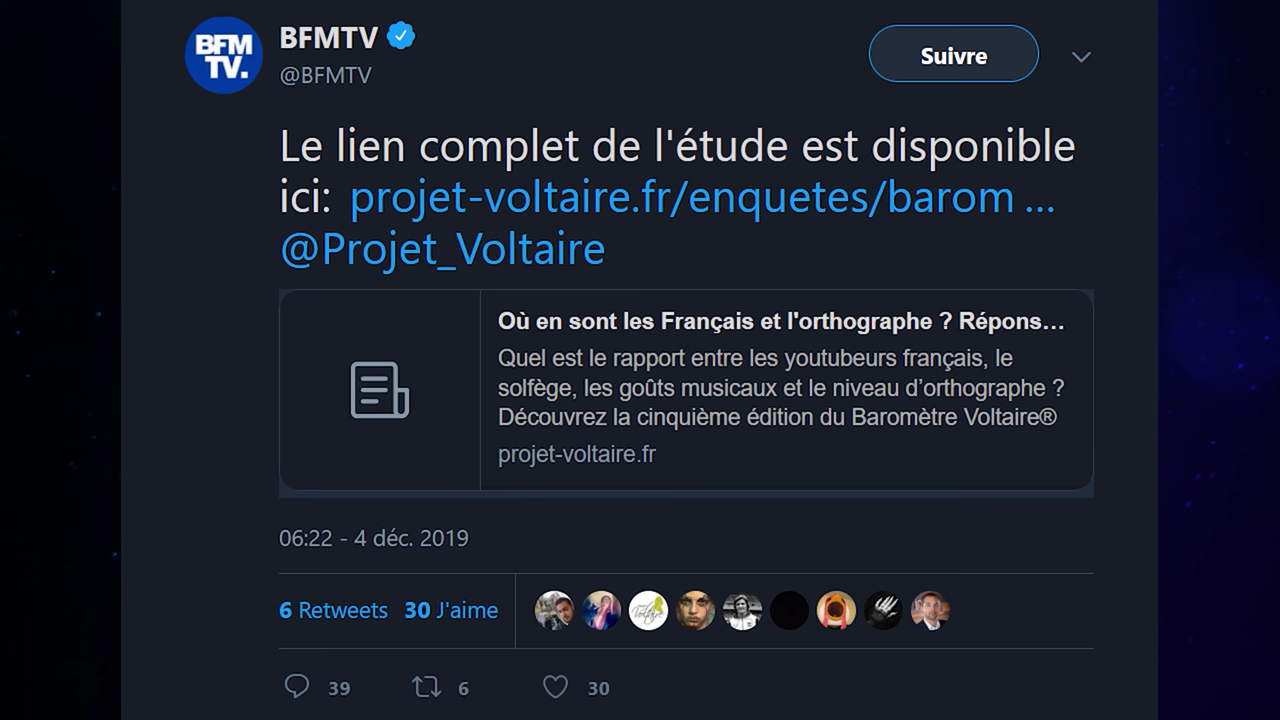 BFM
TV.
BFMTV
@BFMTV
Suivre
Le lien complet de l'étude est disponible
ici: projet-voltaire.fr/enquetes/barom ...
@Projet_Voltaire
Où en sont les Français et l'orthographe ? Répons...
Quel est le rapport entre les youtubeurs français, le
solfège, les goûts musicaux et le niveau d’orthographe ?
Découvrez la cinquième édition du Baromètre Voltaire®
projet-voltaire.fr
06:22 - 4 déc. 2019
6 Retweets 30 J'aime
Voltaire
39 6 30